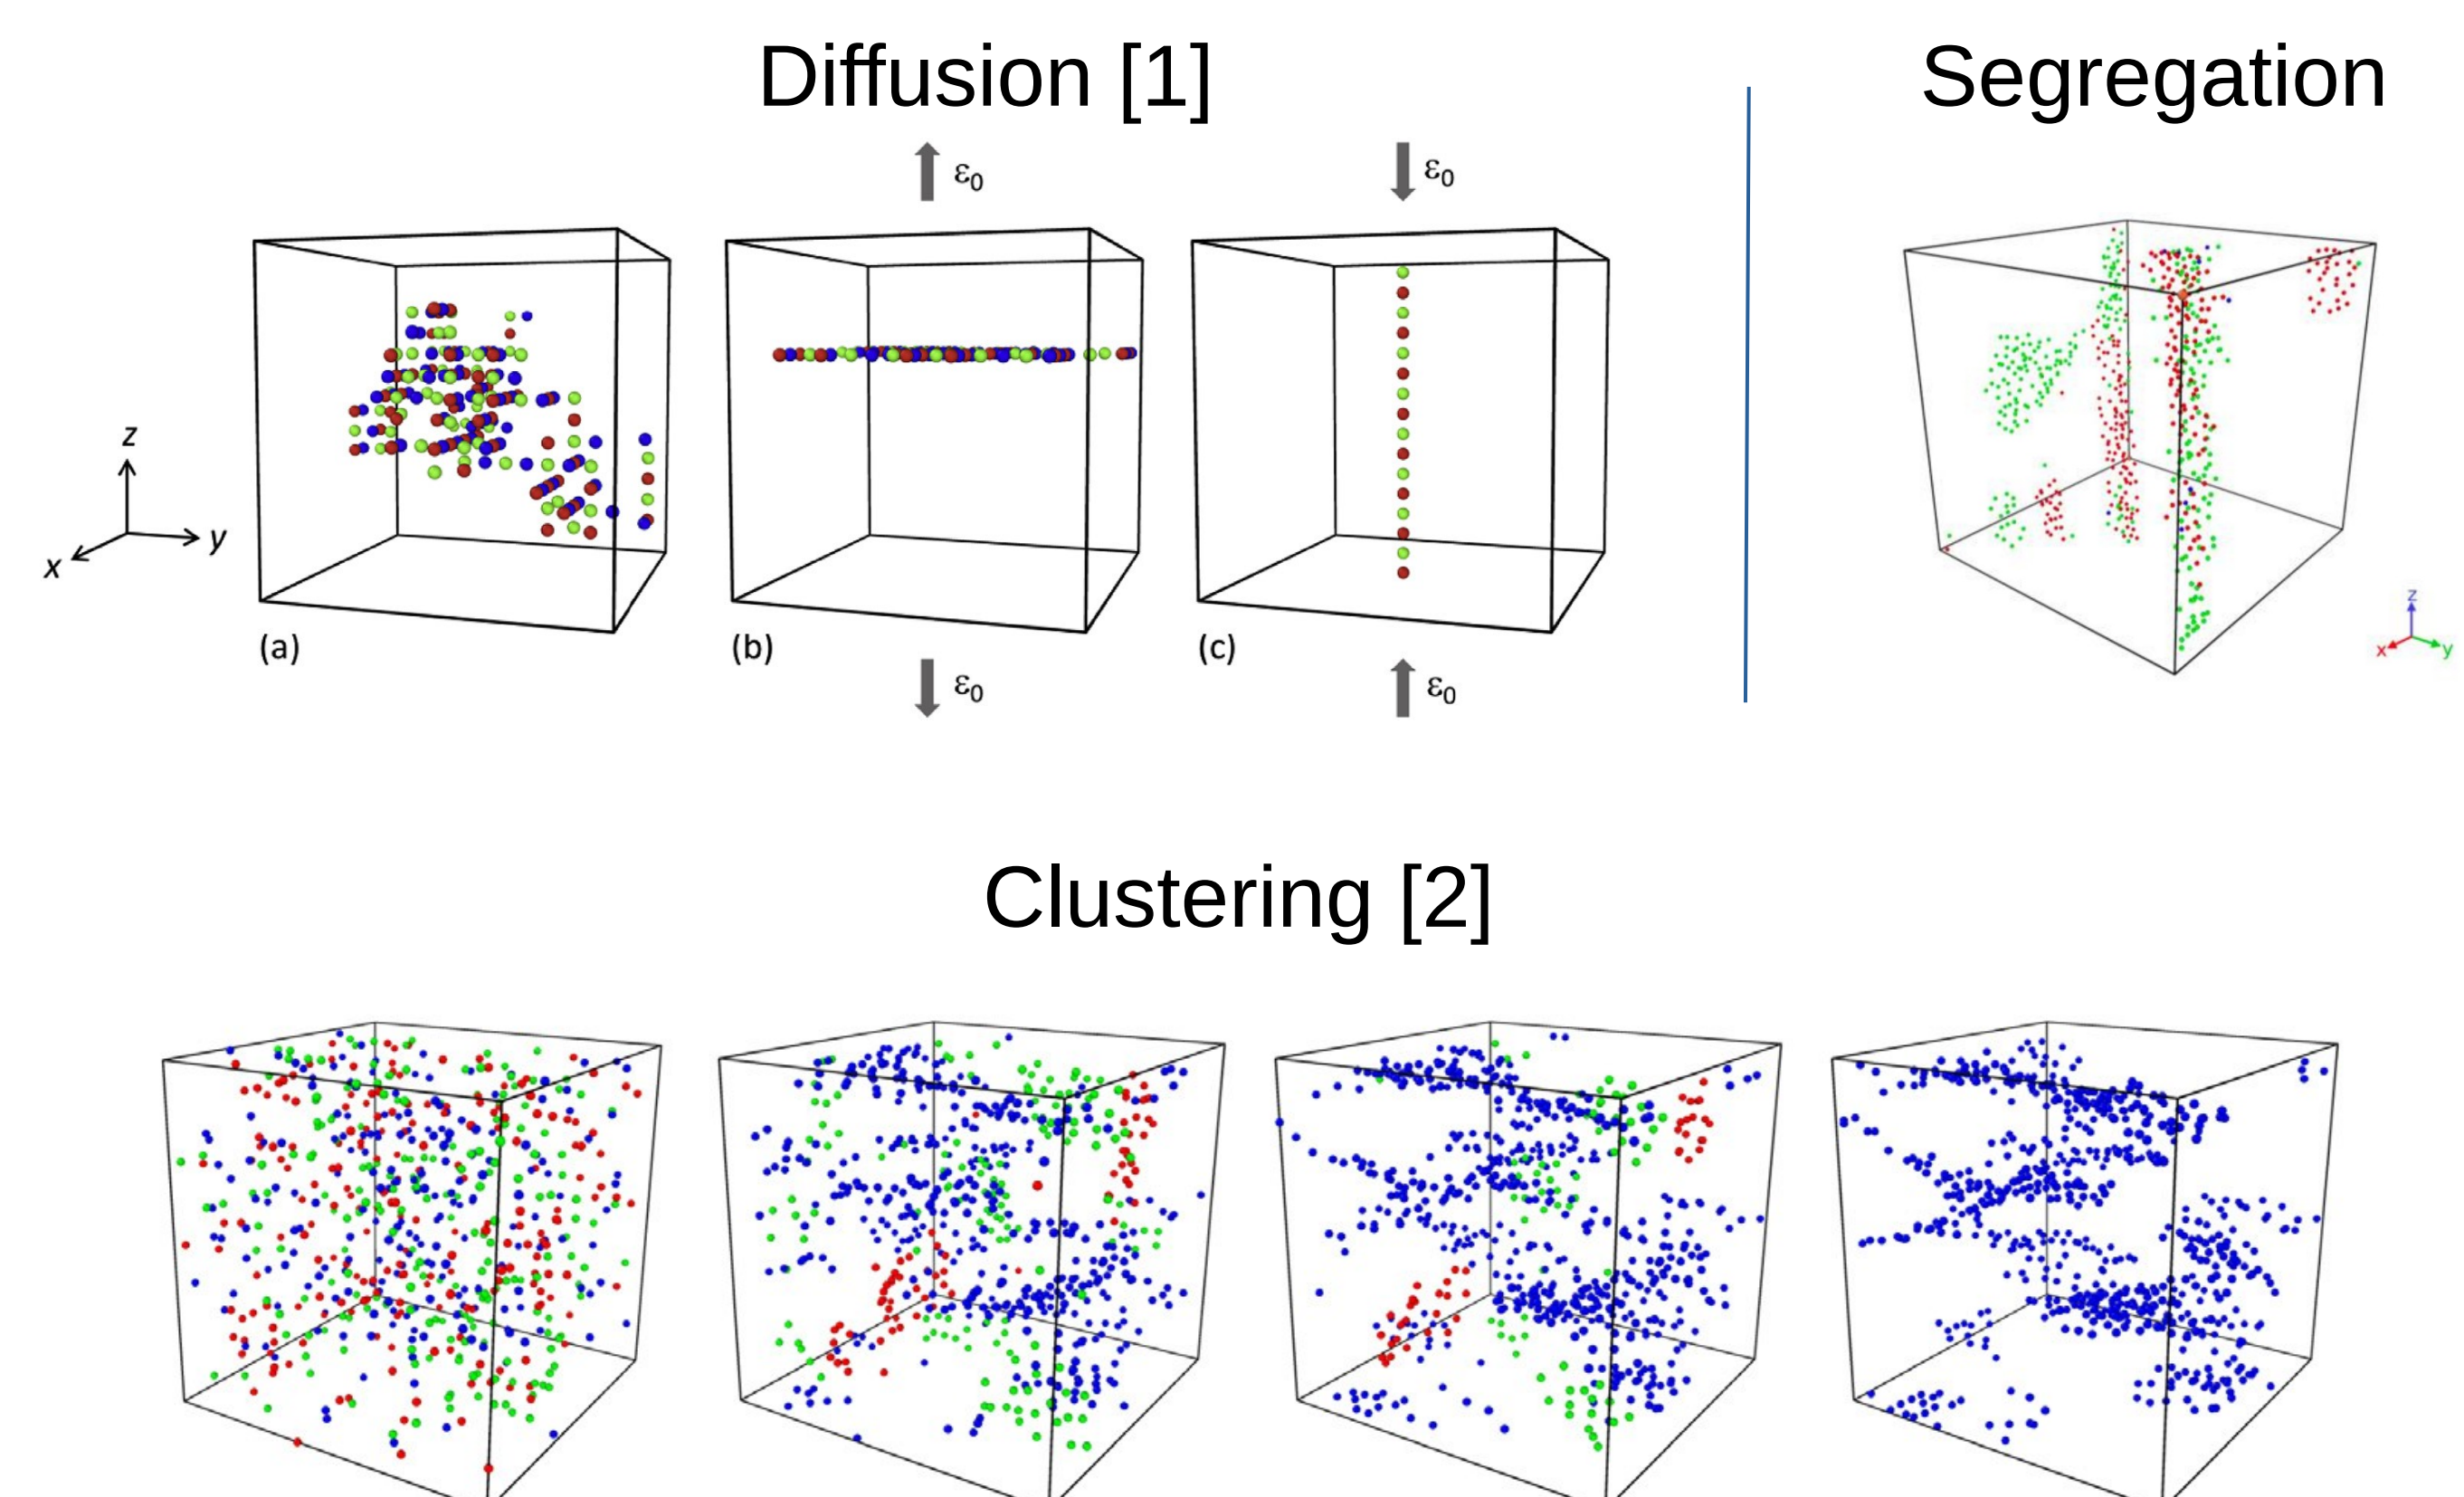 Diffusion [1]
Segregation
ε0
ε0
z
y
x
(a)
(b)
(c)
ε0
ε0
z
x
y
Clustering [2]